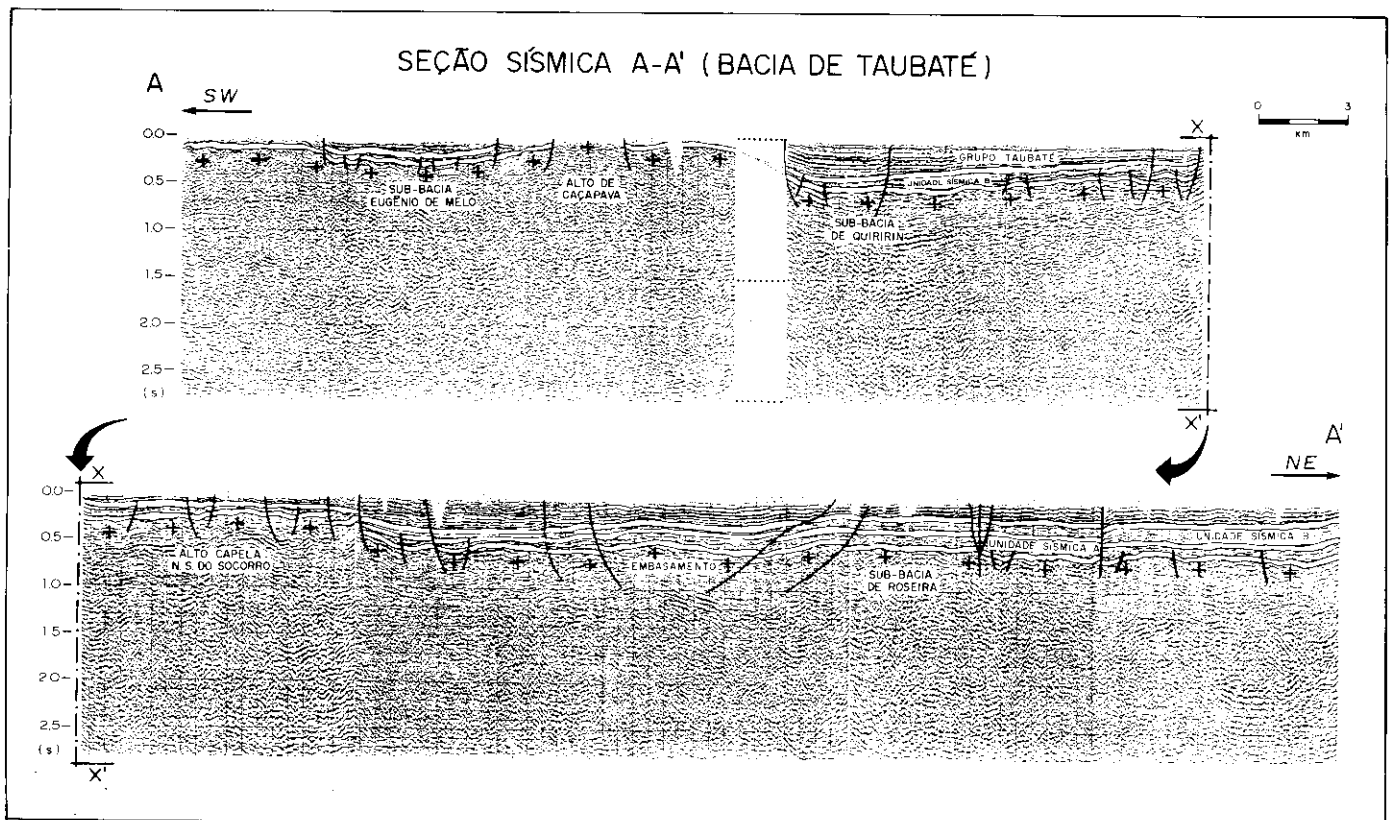 SEÇÃO SÍSMICA A-A' (BACIA DE TAUBATÉ)
A
SW
0 3
KM
X
0.0
0.5
1.0
1.5
2.0
2.5
(s)
GRUPO TAUBATÉ
UNIDADE SÍSMICA B
SUB-BACIA
EUGÊNIO DE MELO
ALTO DE
CAÇAPAVA
SUB-BACIA
DE QUIRIRIN
X'
A'
NE
X
0.0
0.5
1.0
1.5
2.0
2.5
(s)
ALTO CAPELA
N. S. DO SOCORRO
EMBASAMENTO
SUB-BACIA
DE ROSEIRA
UNIDADE SÍSMICA A
UNIDADE SÍSMICA B
X'